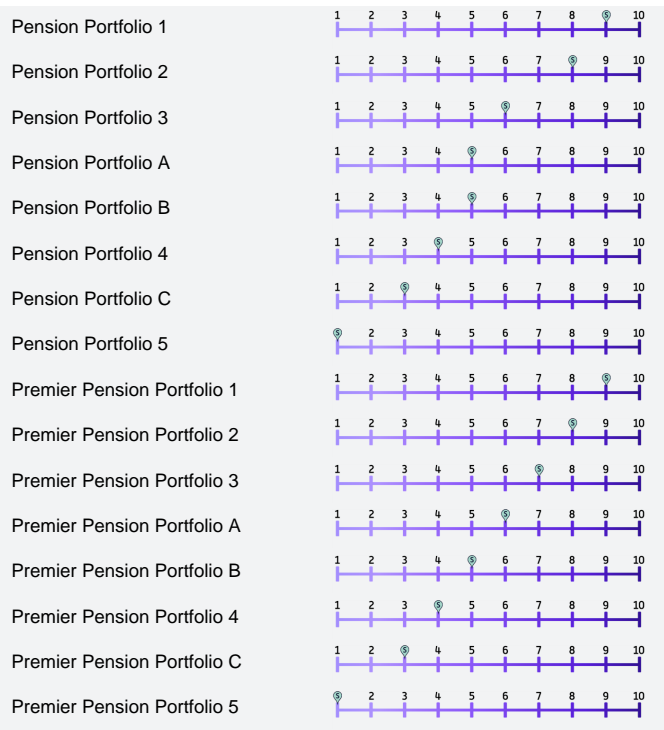 Pension Portfolio 1 1 2 3 4 5 6 7 8 S 10
Pension Portfolio 2 1 2 3 4 5 6 7 S 9 10
Pension Portfolio 3 1 2 3 4 5 S 7 8 9 10
Pension Portfolio A 1 2 3 4 S 6 7 8 9 10
Pension Portfolio B 1 2 3 4 S 6 7 8 9 10
Pension Portfolio 4 1 2 3 S 5 6 7 8 9 10
Pension Portfolio C 1 2 S 4 5 6 7 8 9 10
Pension Portfolio 5 S 2 3 4 5 6 7 8 9 10
Premier Pension Portfolio 1 1 2 3 4 5 6 7 8 S 10
Premier Pension Portfolio 2 1 2 3 4 5 6 7 S 9 10
Premier Pension Portfolio 3 1 2 3 4 5 6 S 8 9 10
Premier Pension Portfolio A 1 2 3 4 5 S 7 8 9 10
Premier Pension Portfolio B 1 2 3 4 S 6 7 8 9 10
Premier Pension Portfolio 4 1 2 3 S 5 6 7 8 9 10
Premier Pension Portfolio C 1 2 S 4 5 6 7 8 9 10
Premier Pension Portfolio 5 S 2 3 4 5 6 7 8 9 10